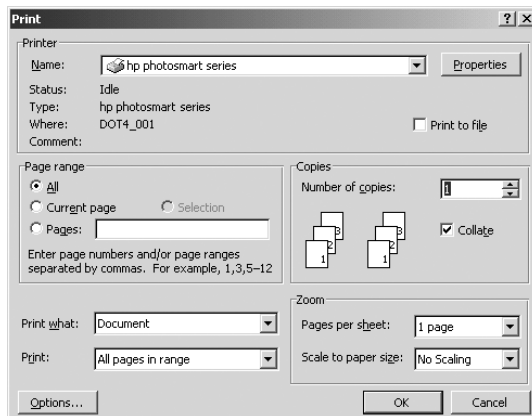 Print
Printer
Name:
hp photosmart series
Properties
Status: Idle
Type: hp photosmart series
Where: DOT4_001
Comment:
Print to file
Page range
All
Current page
Selection
Pages:
Enter page numbers and/or page ranges
separated by commas. For example, 1,3,5–12
Copies
Number of copies: 1
3
2
1
3
2
1
Collate
Print what: Document
Print: All pages in range
Zoom
Pages per sheet: 1 page
Scale to paper size: No Scaling
Options...
OK
Cancel